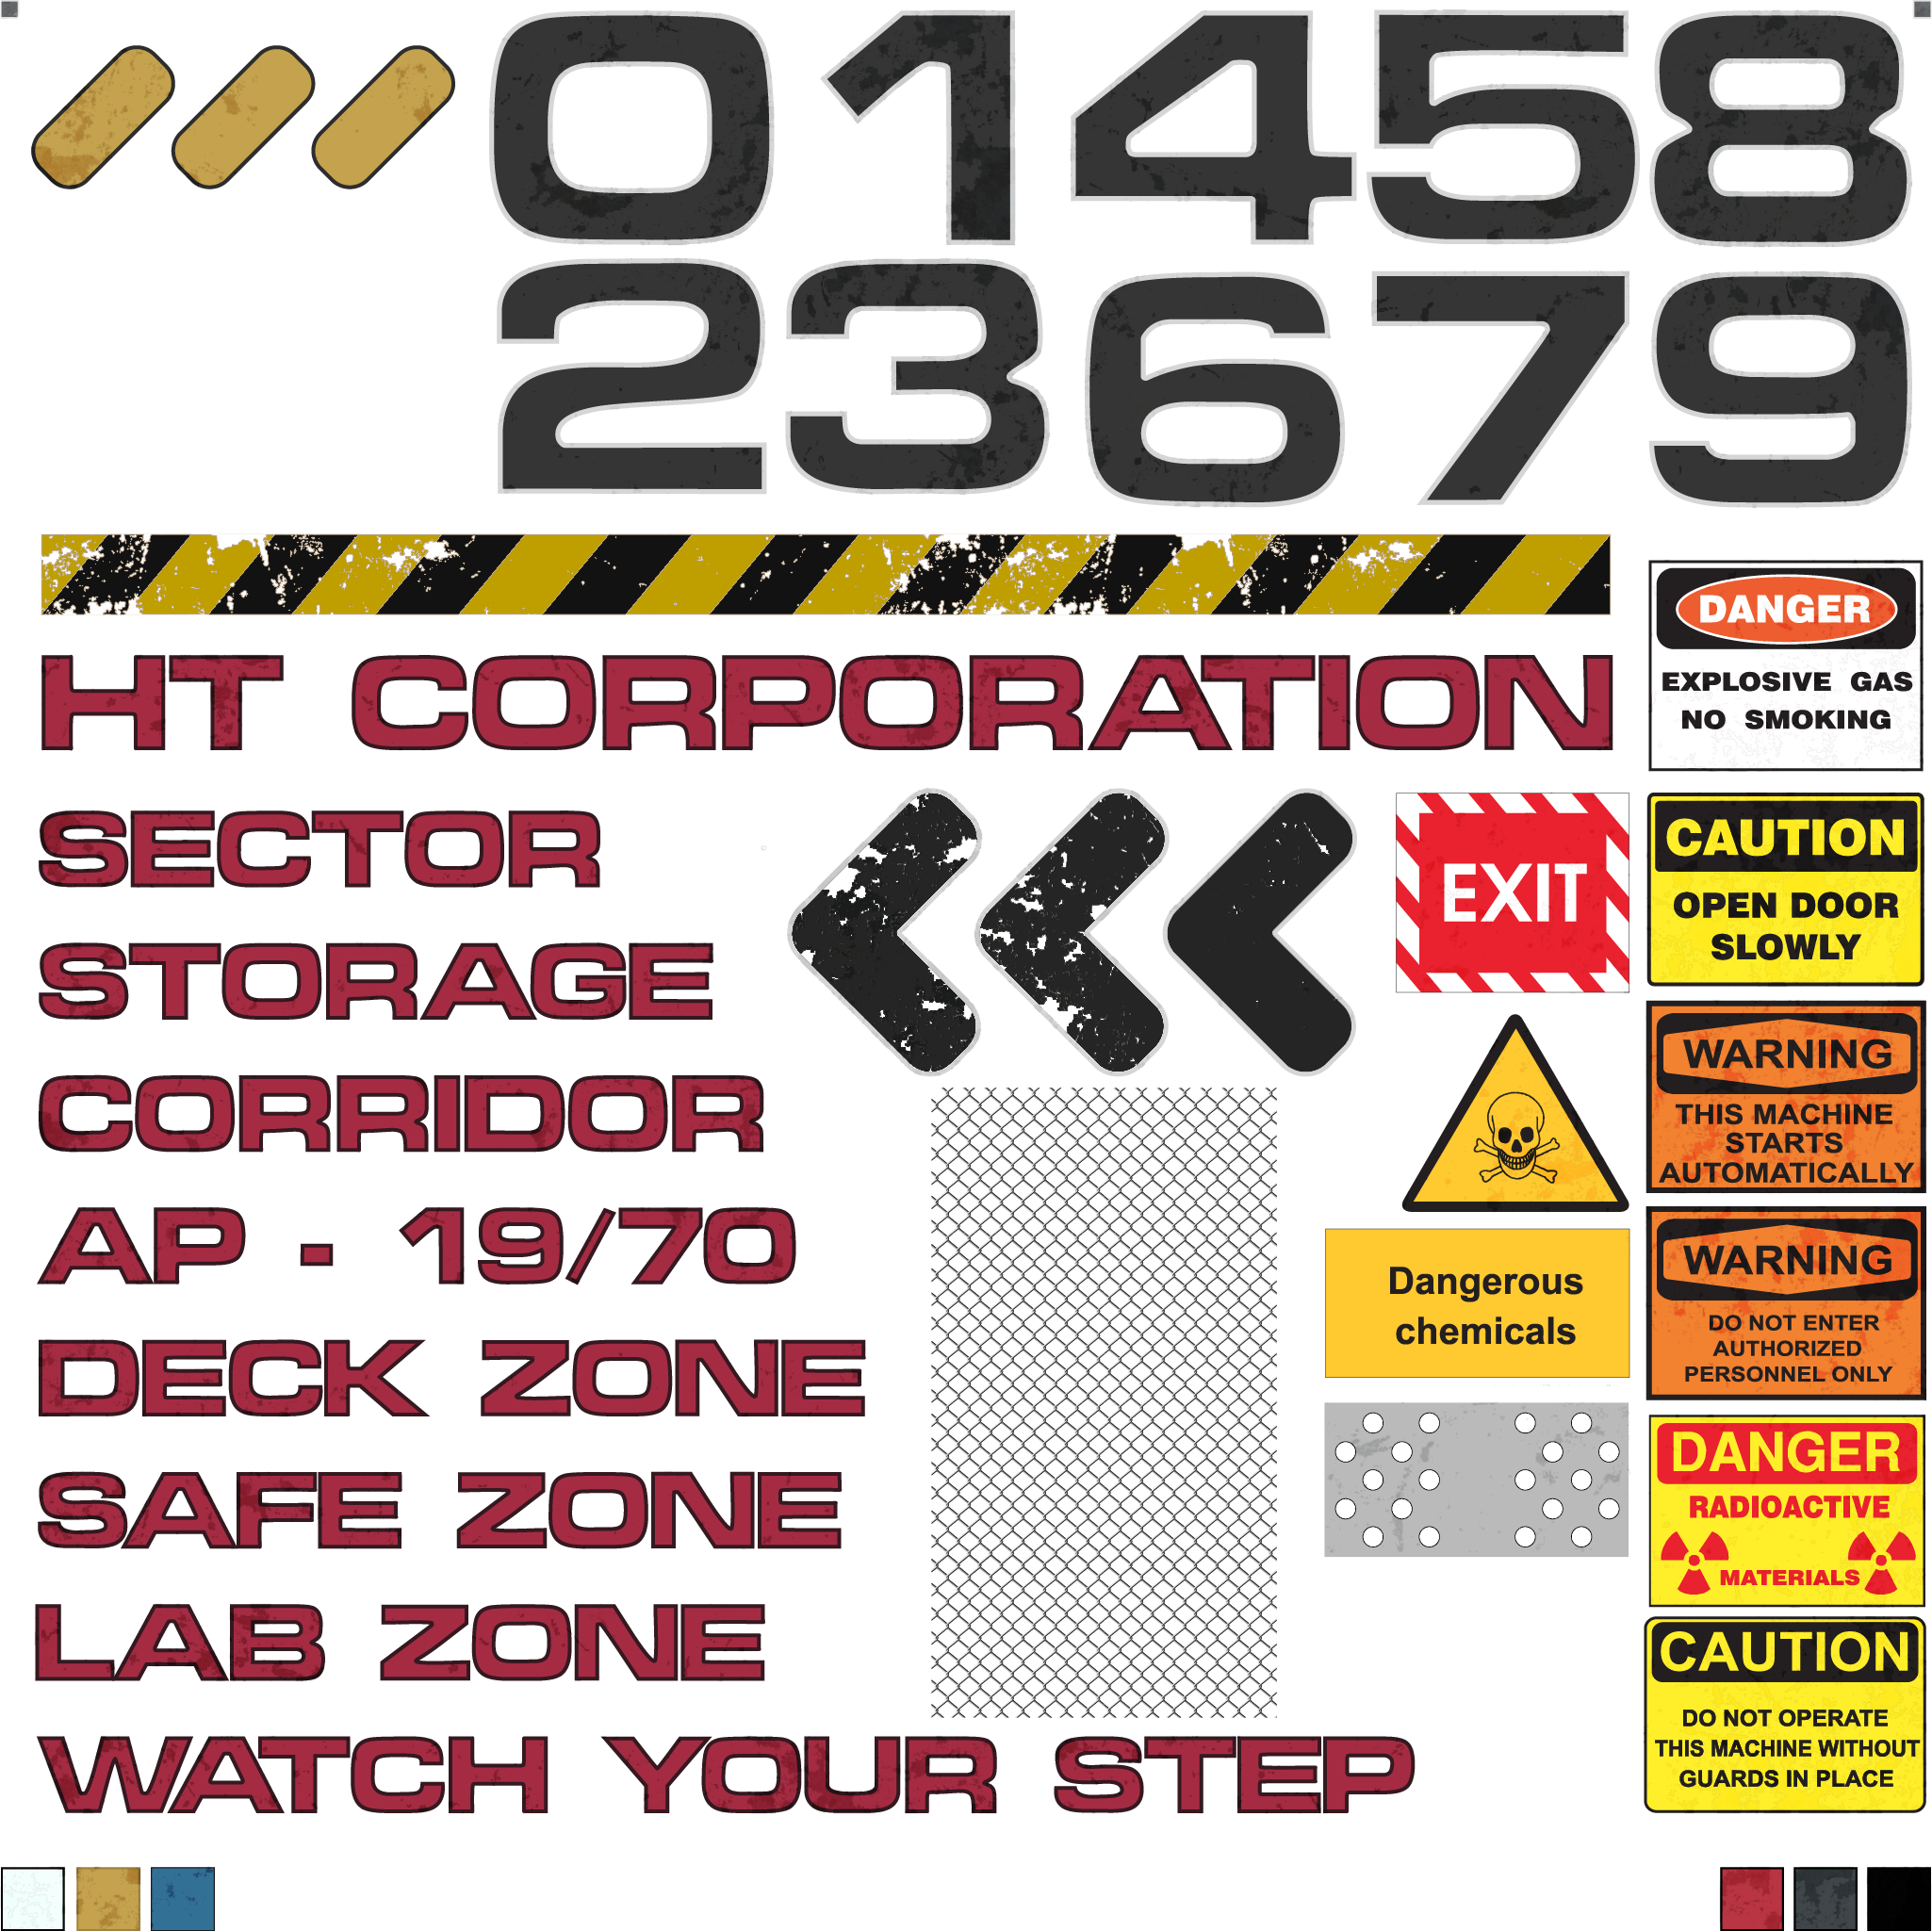 01458
23679
HT CORPORATION
SECTOR
STORAGE
CORRIDOR
AP - 19/70
DECK ZONE
SAFE ZONE
LAB ZONE
WATCH YOUR STEP
EXIT
Dangerous
chemicals
DANGER
EXPLOSIVE GAS
NO SMOKING
CAUTION
OPEN DOOR
SLOWLY
WARNING
THIS MACHINE
STARTS
AUTOMATICALLY
WARNING
DO NOT ENTER
AUTHORIZED
PERSONNEL ONLY
DANGER
RADIOACTIVE
MATERIALS
CAUTION
DO NOT OPERATE
THIS MACHINE WITHOUT
GUARDS IN PLACE